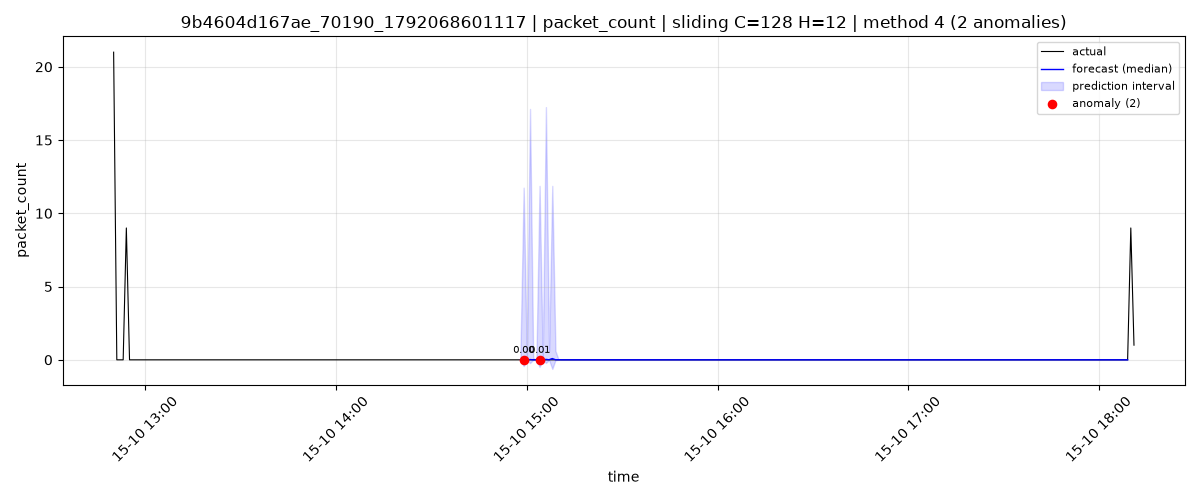 9b4604d167ae_70190_1792068601117 | packet_count | sliding C=128 H=12 | method 4 (2 anomalies)
actual
forecast (median)
prediction interval
anomaly (2)
packet_count
20
15
10
5
0
0.00
0.01
15-10 13:00
15-10 14:00
15-10 15:00
15-10 16:00
15-10 17:00
15-10 18:00
time